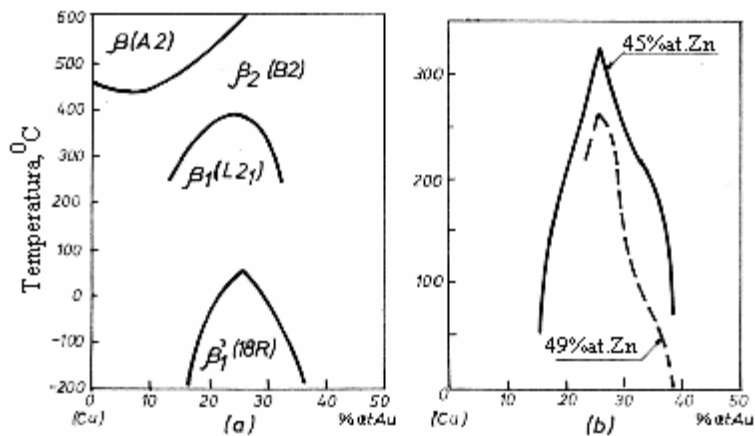 Temperatura, ⁰C
600
500
400
300
200
100
0
-100
-200
β(A2)
β₂(B2)
β₁(L2₁)
β₁'(18R)
(Cu) 10 20 30 40 50 % at Au
(a)
300
200
100
0
45%at.Zn
49%at.Zn
(Cu) 10 20 30 40 50 % at Au
(b)